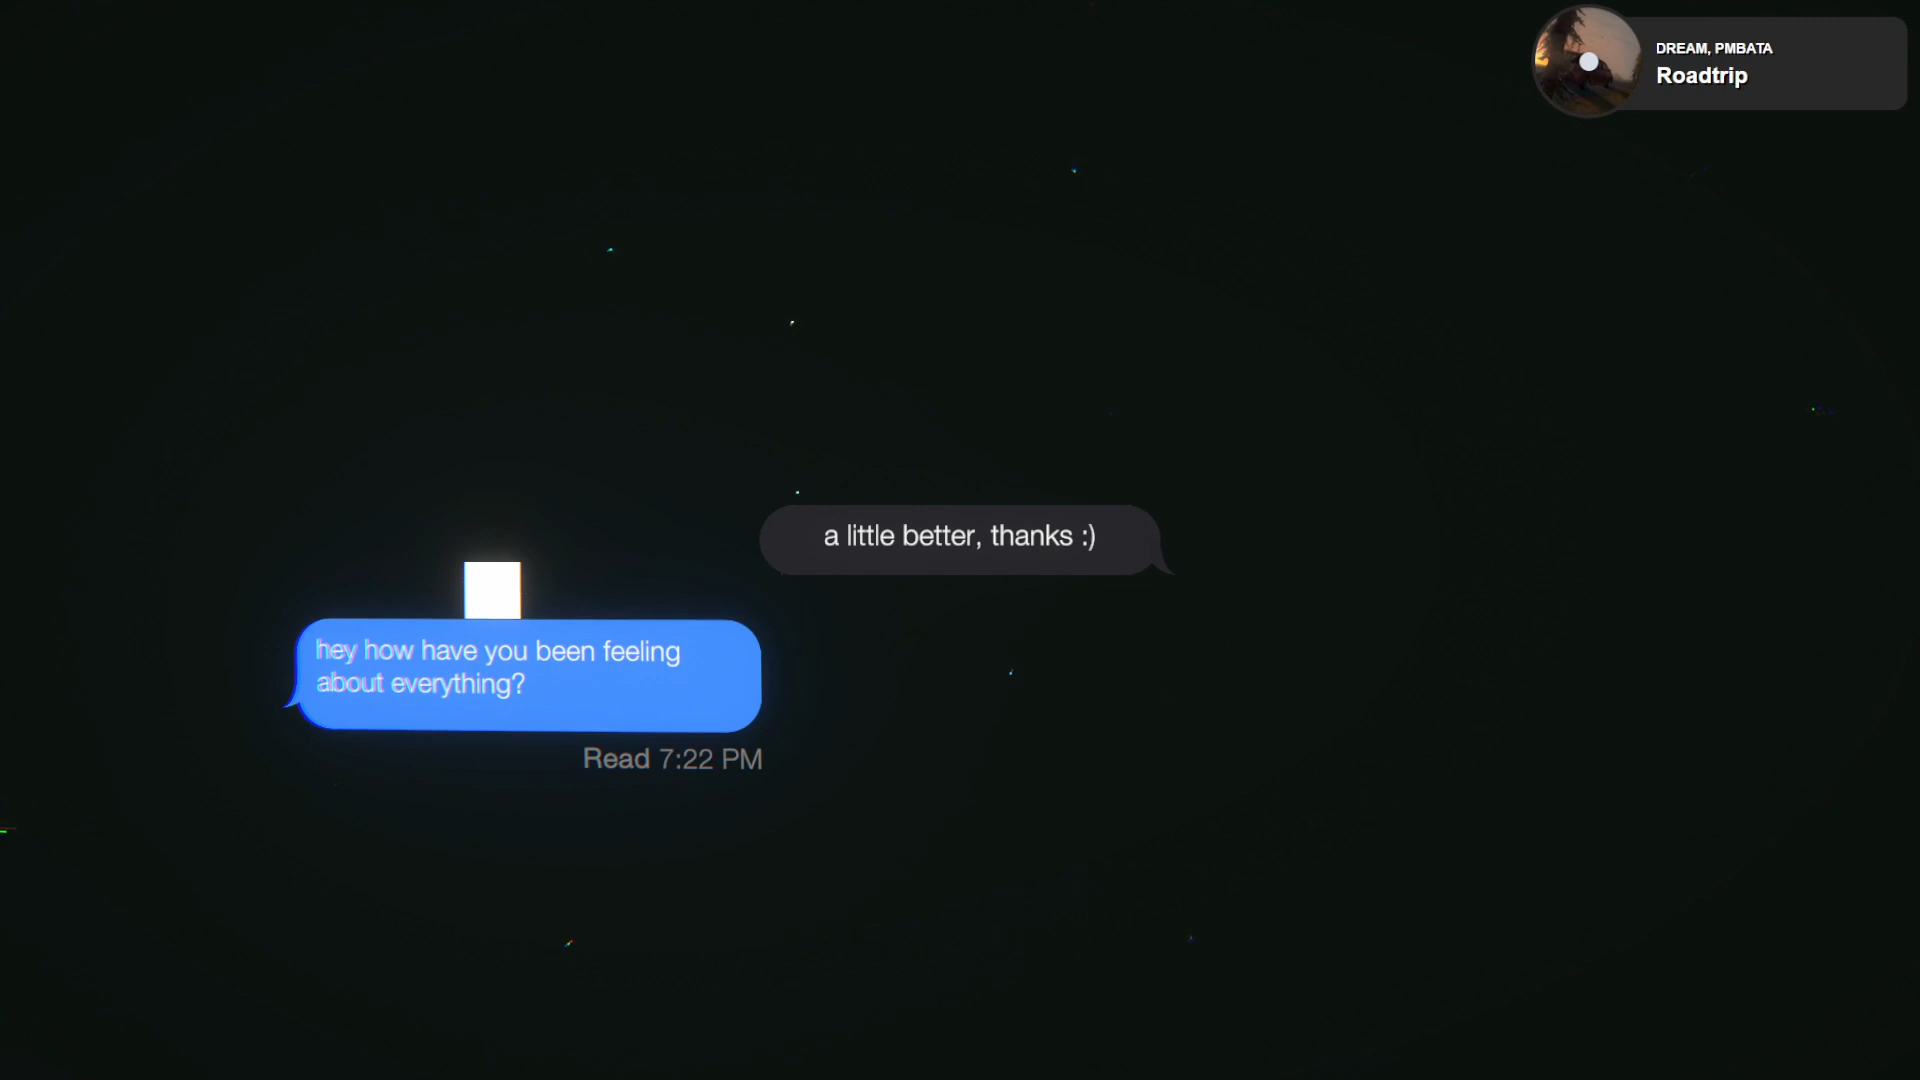 DREAM, PMBATA
Roadtrip
a little better, thanks :)
hey how have you been feeling
about everything?
Read 7:22 PM